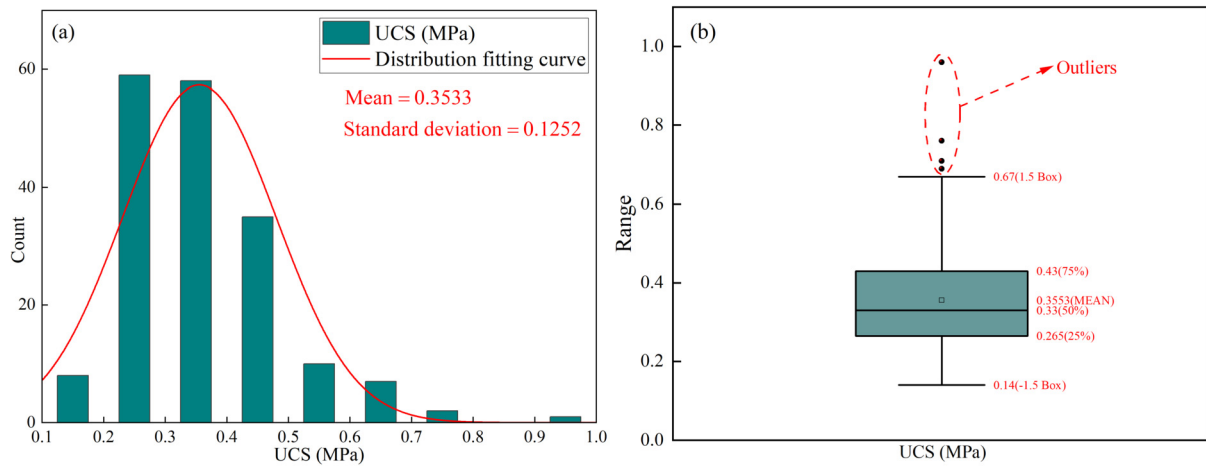 (a)
UCS (MPa)
Distribution fitting curve
Mean = 0.3533
Standard deviation = 0.1252
60
40
20
0
Count
0.1 0.2 0.3 0.4 0.5 0.6 0.7 0.8 0.9 1.0
UCS (MPa)
(b)
Outliers
1.0
0.8
0.6
0.4
0.2
0.0
Range
0.67(1.5 Box)
0.43(75%)
0.3553(MEAN)
0.33(50%)
0.265(25%)
0.14(-1.5 Box)
UCS (MPa)